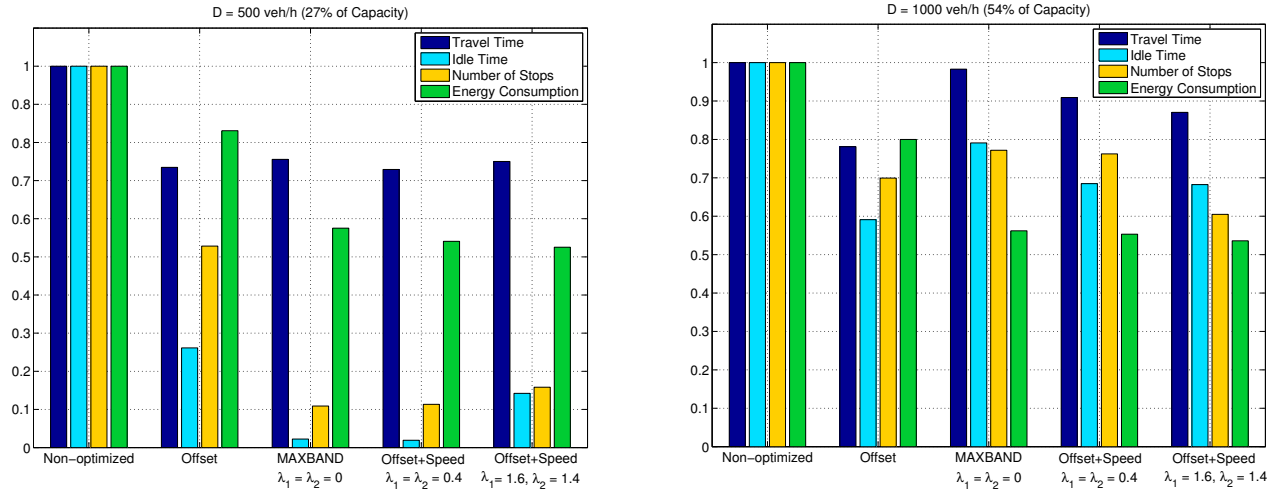 D = 500 veh/h (27% of Capacity)
Travel Time
Idle Time
Number of Stops
Energy Consumption
1
0.9
0.8
0.7
0.6
0.5
0.4
0.3
0.2
0.1
0
Non-optimized Offset MAXBAND Offset+Speed Offset+Speed
λ1 = λ2 = 0 λ1 = λ2 = 0.4 λ1= 1.6, λ2 = 1.4
D = 1000 veh/h (54% of Capacity)
Travel Time
Idle Time
Number of Stops
Energy Consumption
1
0.9
0.8
0.7
0.6
0.5
0.4
0.3
0.2
0.1
0
Non-optimized Offset MAXBAND Offset+Speed Offset+Speed
λ1 = λ2 = 0 λ1 = λ2 = 0.4 λ1= 1.6, λ2 = 1.4